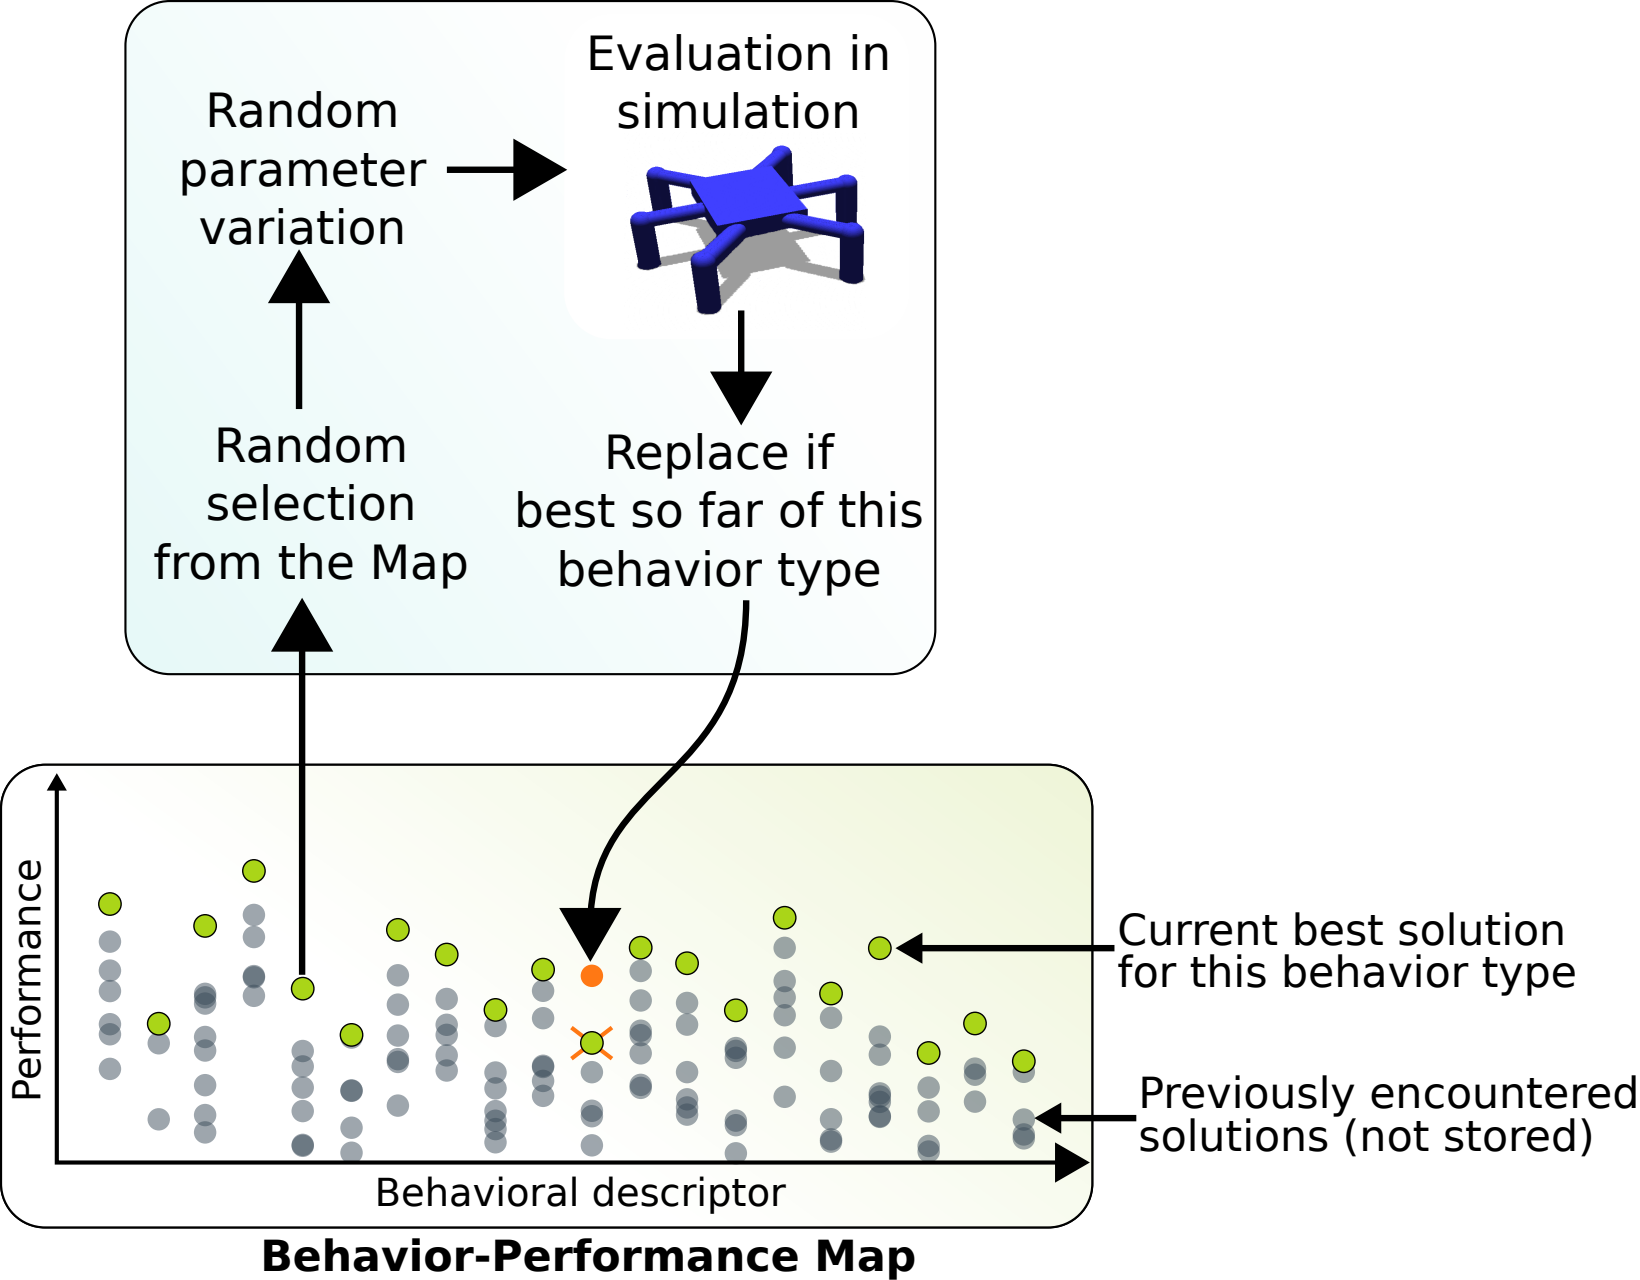 Evaluation in
simulation
Random
parameter
variation
Random
selection
from the Map
Replace if
best so far of this
behavior type
Performance
Current best solution
for this behavior type
Previously encountered
solutions (not stored)
Behavioral descriptor
Behavior-Performance Map